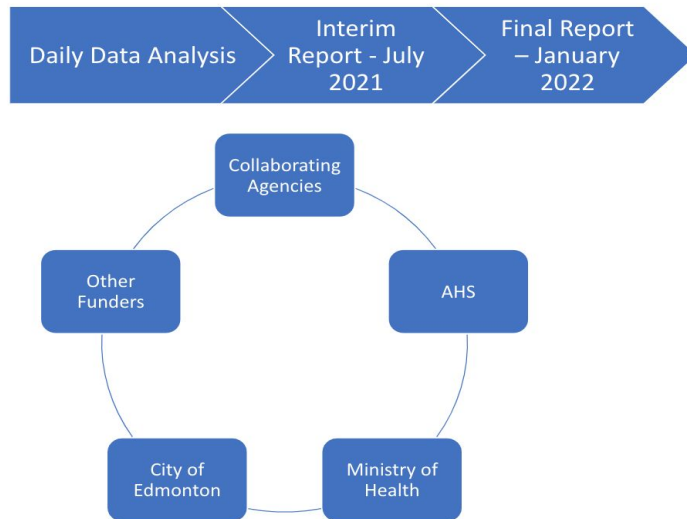 Daily Data Analysis
Interim
Report - July
2021
Final Report
– January
2022
Collaborating
Agencies
Other
Funders
AHS
City of
Edmonton
Ministry of
Health